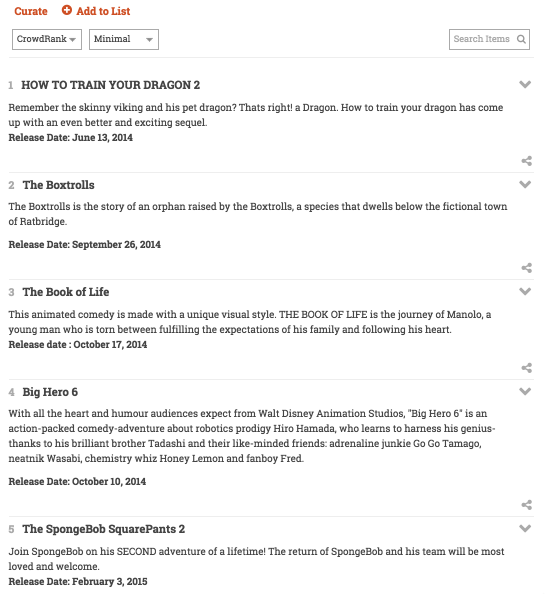 Curate Add to List
CrowdRank Minimal Search Items
1 HOW TO TRAIN YOUR DRAGON 2
Remember the skinny viking and his pet dragon? Thats right! a Dragon. How to train your dragon has come
up with an even better and exciting sequel.
Release Date: June 13, 2014
2 The Boxtrolls
The Boxtrolls is the story of an orphan raised by the Boxtrolls, a species that dwells below the fictional town
of Ratbridge.
Release Date: September 26, 2014
3 The Book of Life
This animated comedy is made with a unique visual style. THE BOOK OF LIFE is the journey of Manolo, a
young man who is torn between fulfilling the expectations of his family and following his heart.
Release date : October 17, 2014
4 Big Hero 6
With all the heart and humour audiences expect from Walt Disney Animation Studios, "Big Hero 6" is an
action-packed comedy-adventure about robotics prodigy Hiro Hamada, who learns to harness his genius-
thanks to his brilliant brother Tadashi and their like-minded friends: adrenaline junkie Go Go Tamago,
neatnik Wasabi, chemistry whiz Honey Lemon and fanboy Fred.
Release Date: October 10, 2014
5 The SpongeBob SquarePants 2
Join SpongeBob on his SECOND adventure of a lifetime! The return of SpongeBob and his team will be most
loved and welcome.
Release Date: February 3, 2015